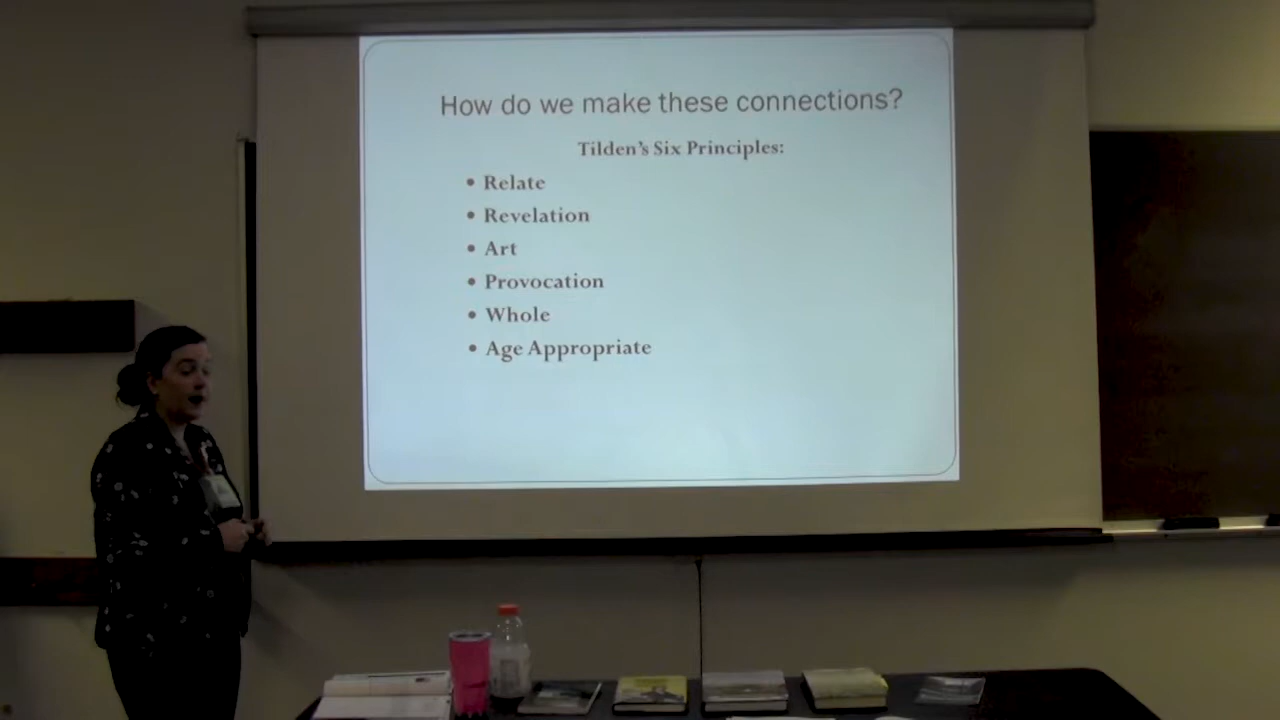 How do we make these connections?
Tilden's Six Principles:
• Relate
• Revelation
• Art
• Provocation
• Whole
• Age Appropriate